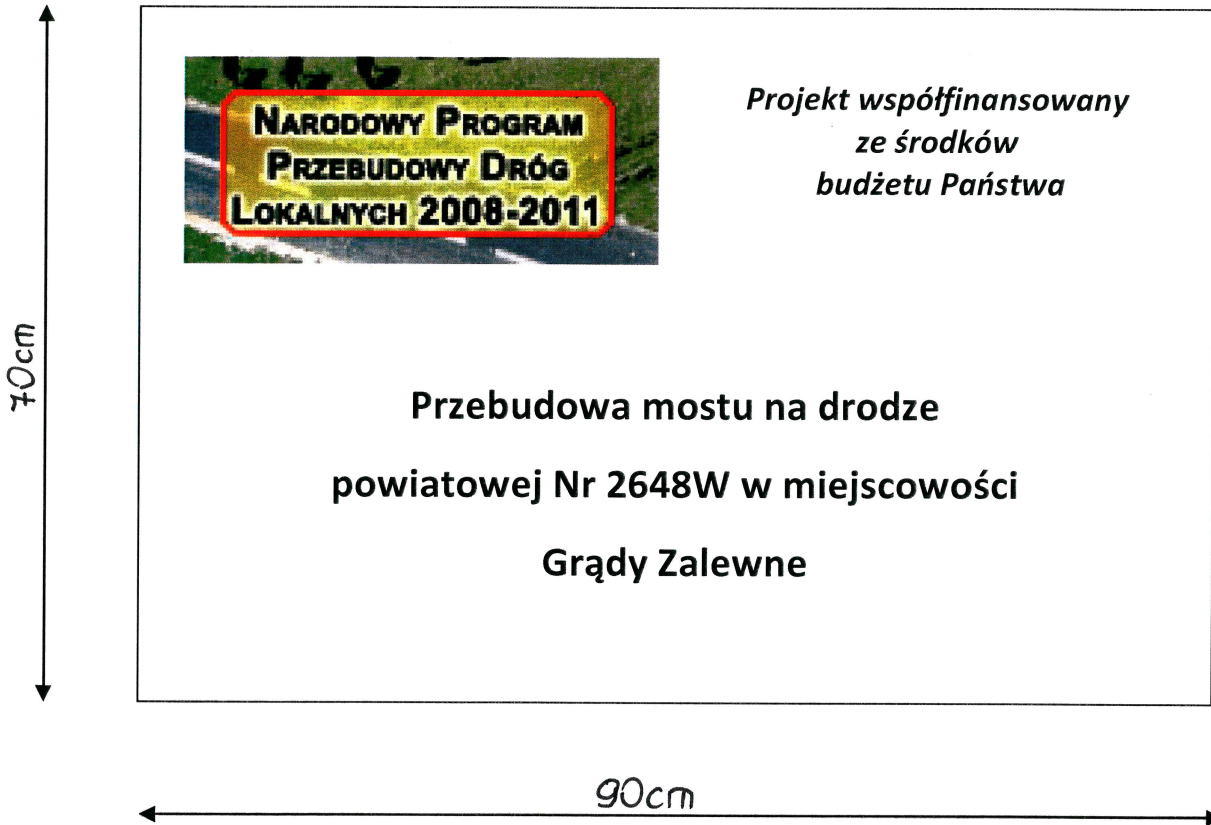 NARODOWY PROGRAM
PRZEBUDOWY DRÓG
LOKALNYCH 2008-2011
Projekt współfinansowany
ze środków
budżetu Państwa
70cm
Przebudowa mostu na drodze
powiatowej Nr 2648W w miejscowości
Grądy Zalewne
90cm